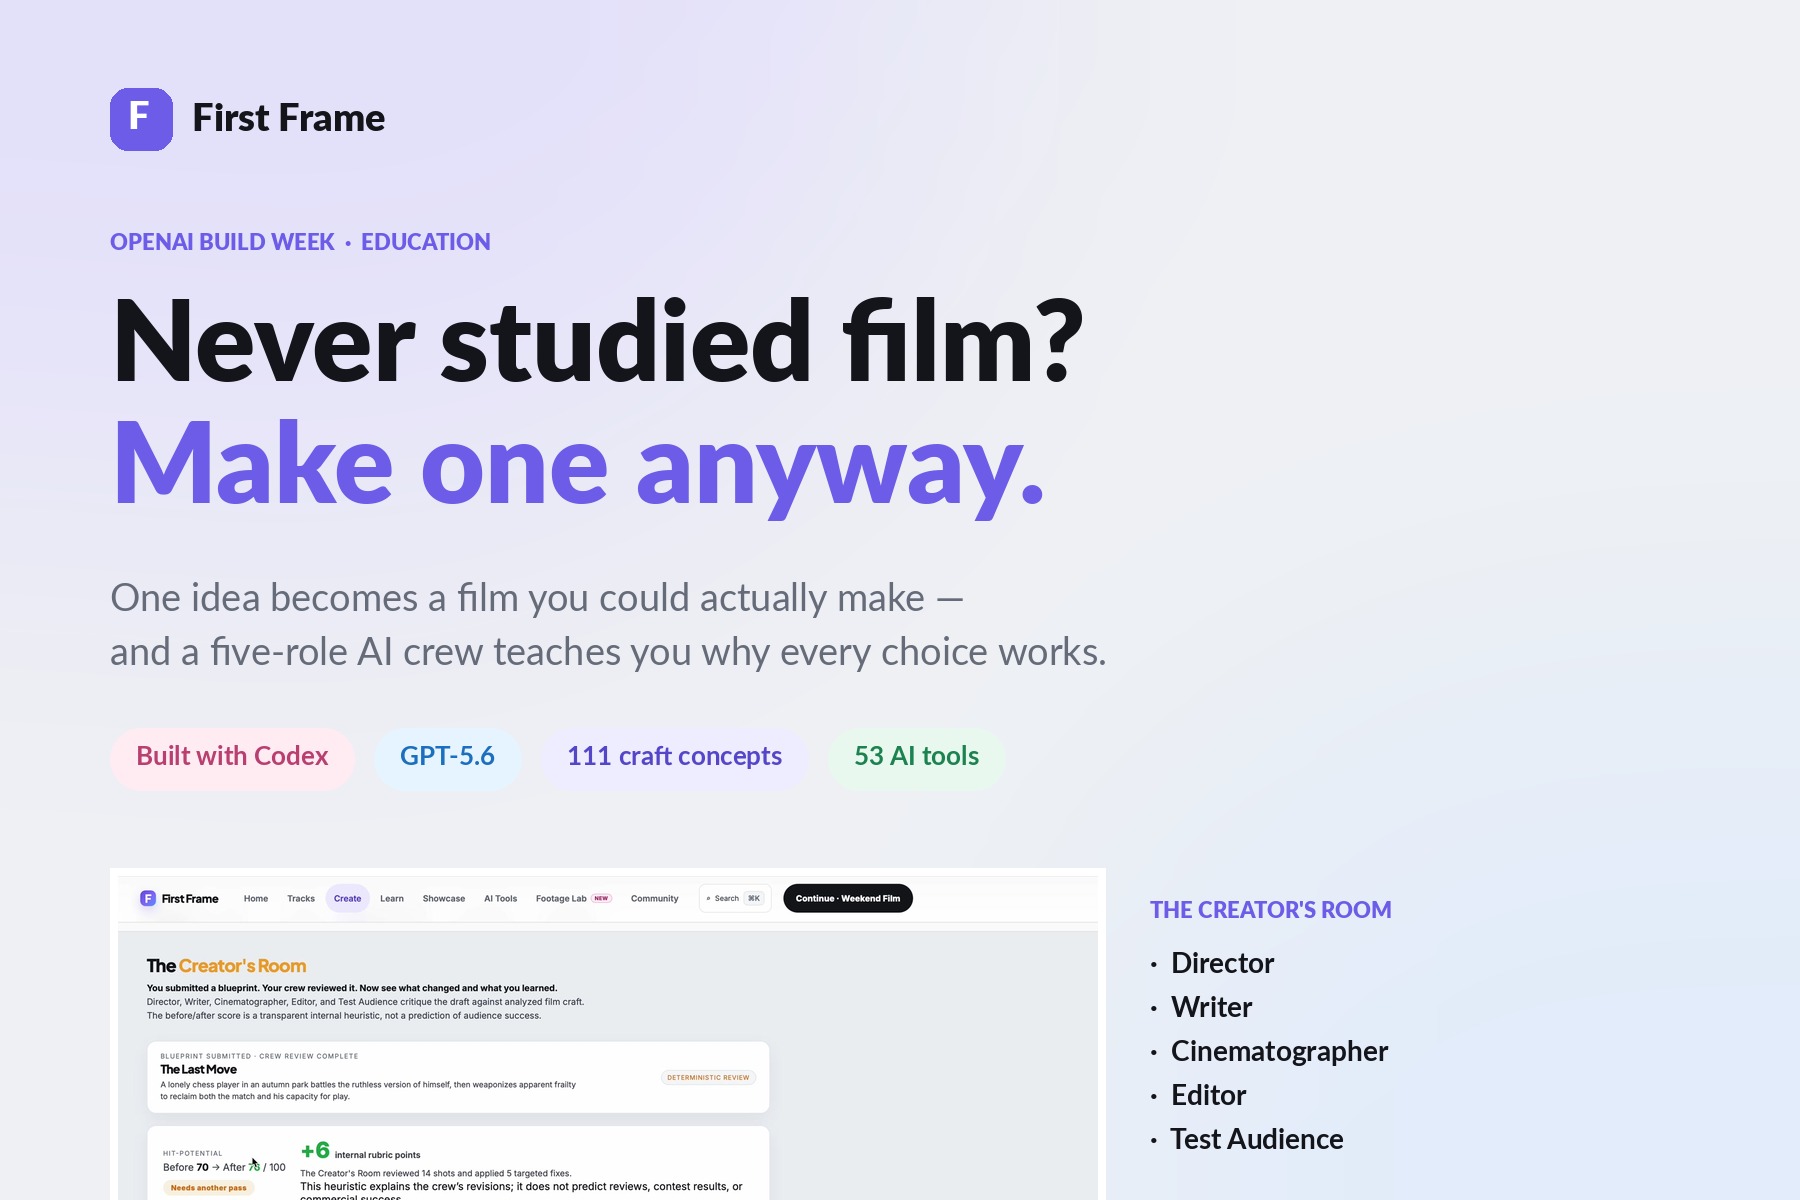 F First Frame
OPENAI BUILD WEEK · EDUCATION
Never studied film?
Make one anyway.
One idea becomes a film you could actually make —
and a five-role AI crew teaches you why every choice works.
Built with Codex GPT-5.6 111 craft concepts 53 AI tools
F First Frame Home Tracks Create Learn Showcase AI Tools Footage Lab NEW Community Search ⌘K Continue · Weekend Film
The Creator's Room
You submitted a blueprint. Your crew reviewed it. Now see what changed and what you learned.
Director, Writer, Cinematographer, Editor, and Test Audience critique the draft against analyzed film craft.
The before/after score is a transparent internal heuristic, not a prediction of audience success.
BLUEPRINT SUBMITTED · CREW REVIEW COMPLETE
The Last Move
A lonely chess player in an autumn park battles the ruthless version of himself, then weaponizes apparent frailty
to reclaim both the match and his capacity for play.
DETERMINISTIC REVIEW
HIT-POTENTIAL
Before 70 → After / 100
Needs another pass
+6 internal rubric points
The Creator's Room reviewed 14 shots and applied 5 targeted fixes.
This heuristic explains the crew’s revisions; it does not predict reviews, contest results, or
commercial success.
THE CREATOR'S ROOM
· Director
· Writer
· Cinematographer
· Editor
· Test Audience